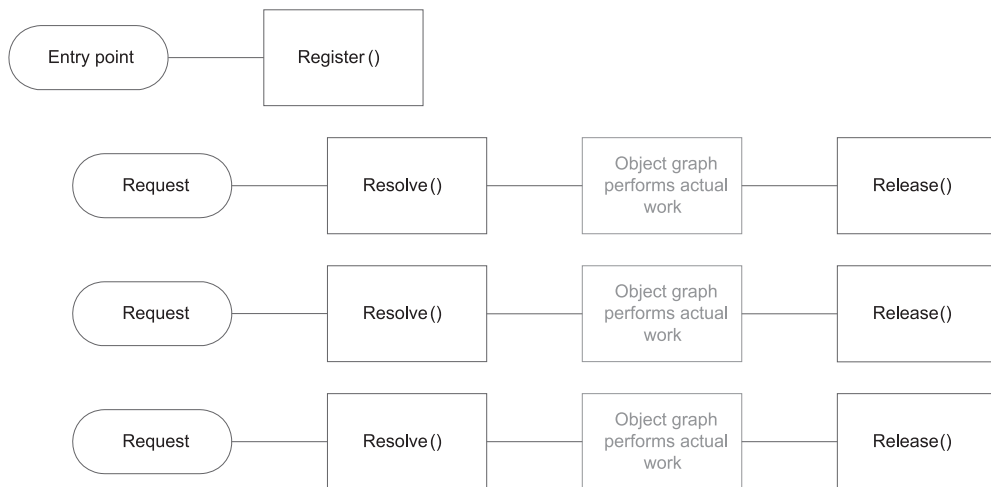 Entry point
Register()
Request
Resolve()
Object graph
performs actual
work
Release()
Request
Resolve()
Object graph
performs actual
work
Release()
Request
Resolve()
Object graph
performs actual
work
Release()